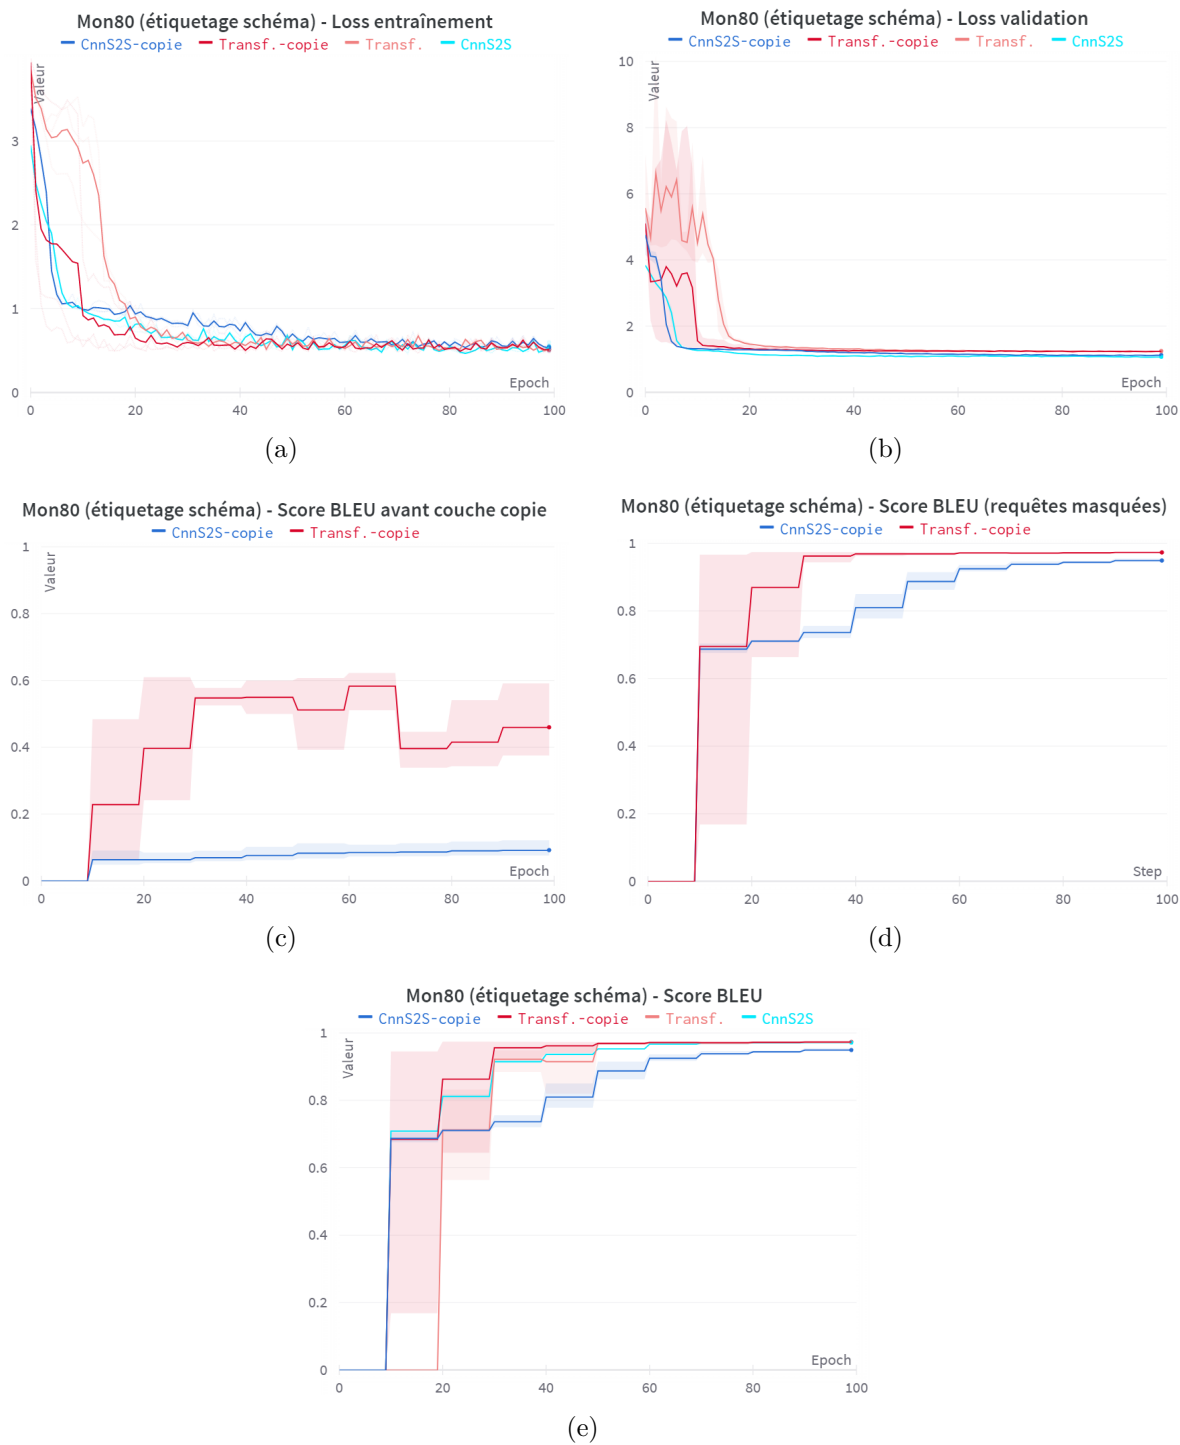 Mon80 (étiquetage schéma) - Loss entraînement
CnnS2S-copie Transf.-copie Transf. CnnS2S
Valeur
3
2
1
0
Epoch
0 20 40 60 80 100
(a)
Mon80 (étiquetage schéma) - Loss validation
CnnS2S-copie Transf.-copie Transf. CnnS2S
Valeur
10
8
6
4
2
0
Epoch
0 20 40 60 80 100
(b)
Mon80 (étiquetage schéma) - Score BLEU avant couche copie
CnnS2S-copie Transf.-copie
Valeur
1
0.8
0.6
0.4
0.2
0
Epoch
0 20 40 60 80 100
(c)
Mon80 (étiquetage schéma) - Score BLEU (requêtes masquées)
CnnS2S-copie Transf.-copie
1
0.8
0.6
0.4
0.2
0
Step
0 20 40 60 80 100
(d)
Mon80 (étiquetage schéma) - Score BLEU
CnnS2S-copie Transf.-copie Transf. CnnS2S
Valeur
1
0.8
0.6
0.4
0.2
0
Epoch
0 20 40 60 80 100
(e)